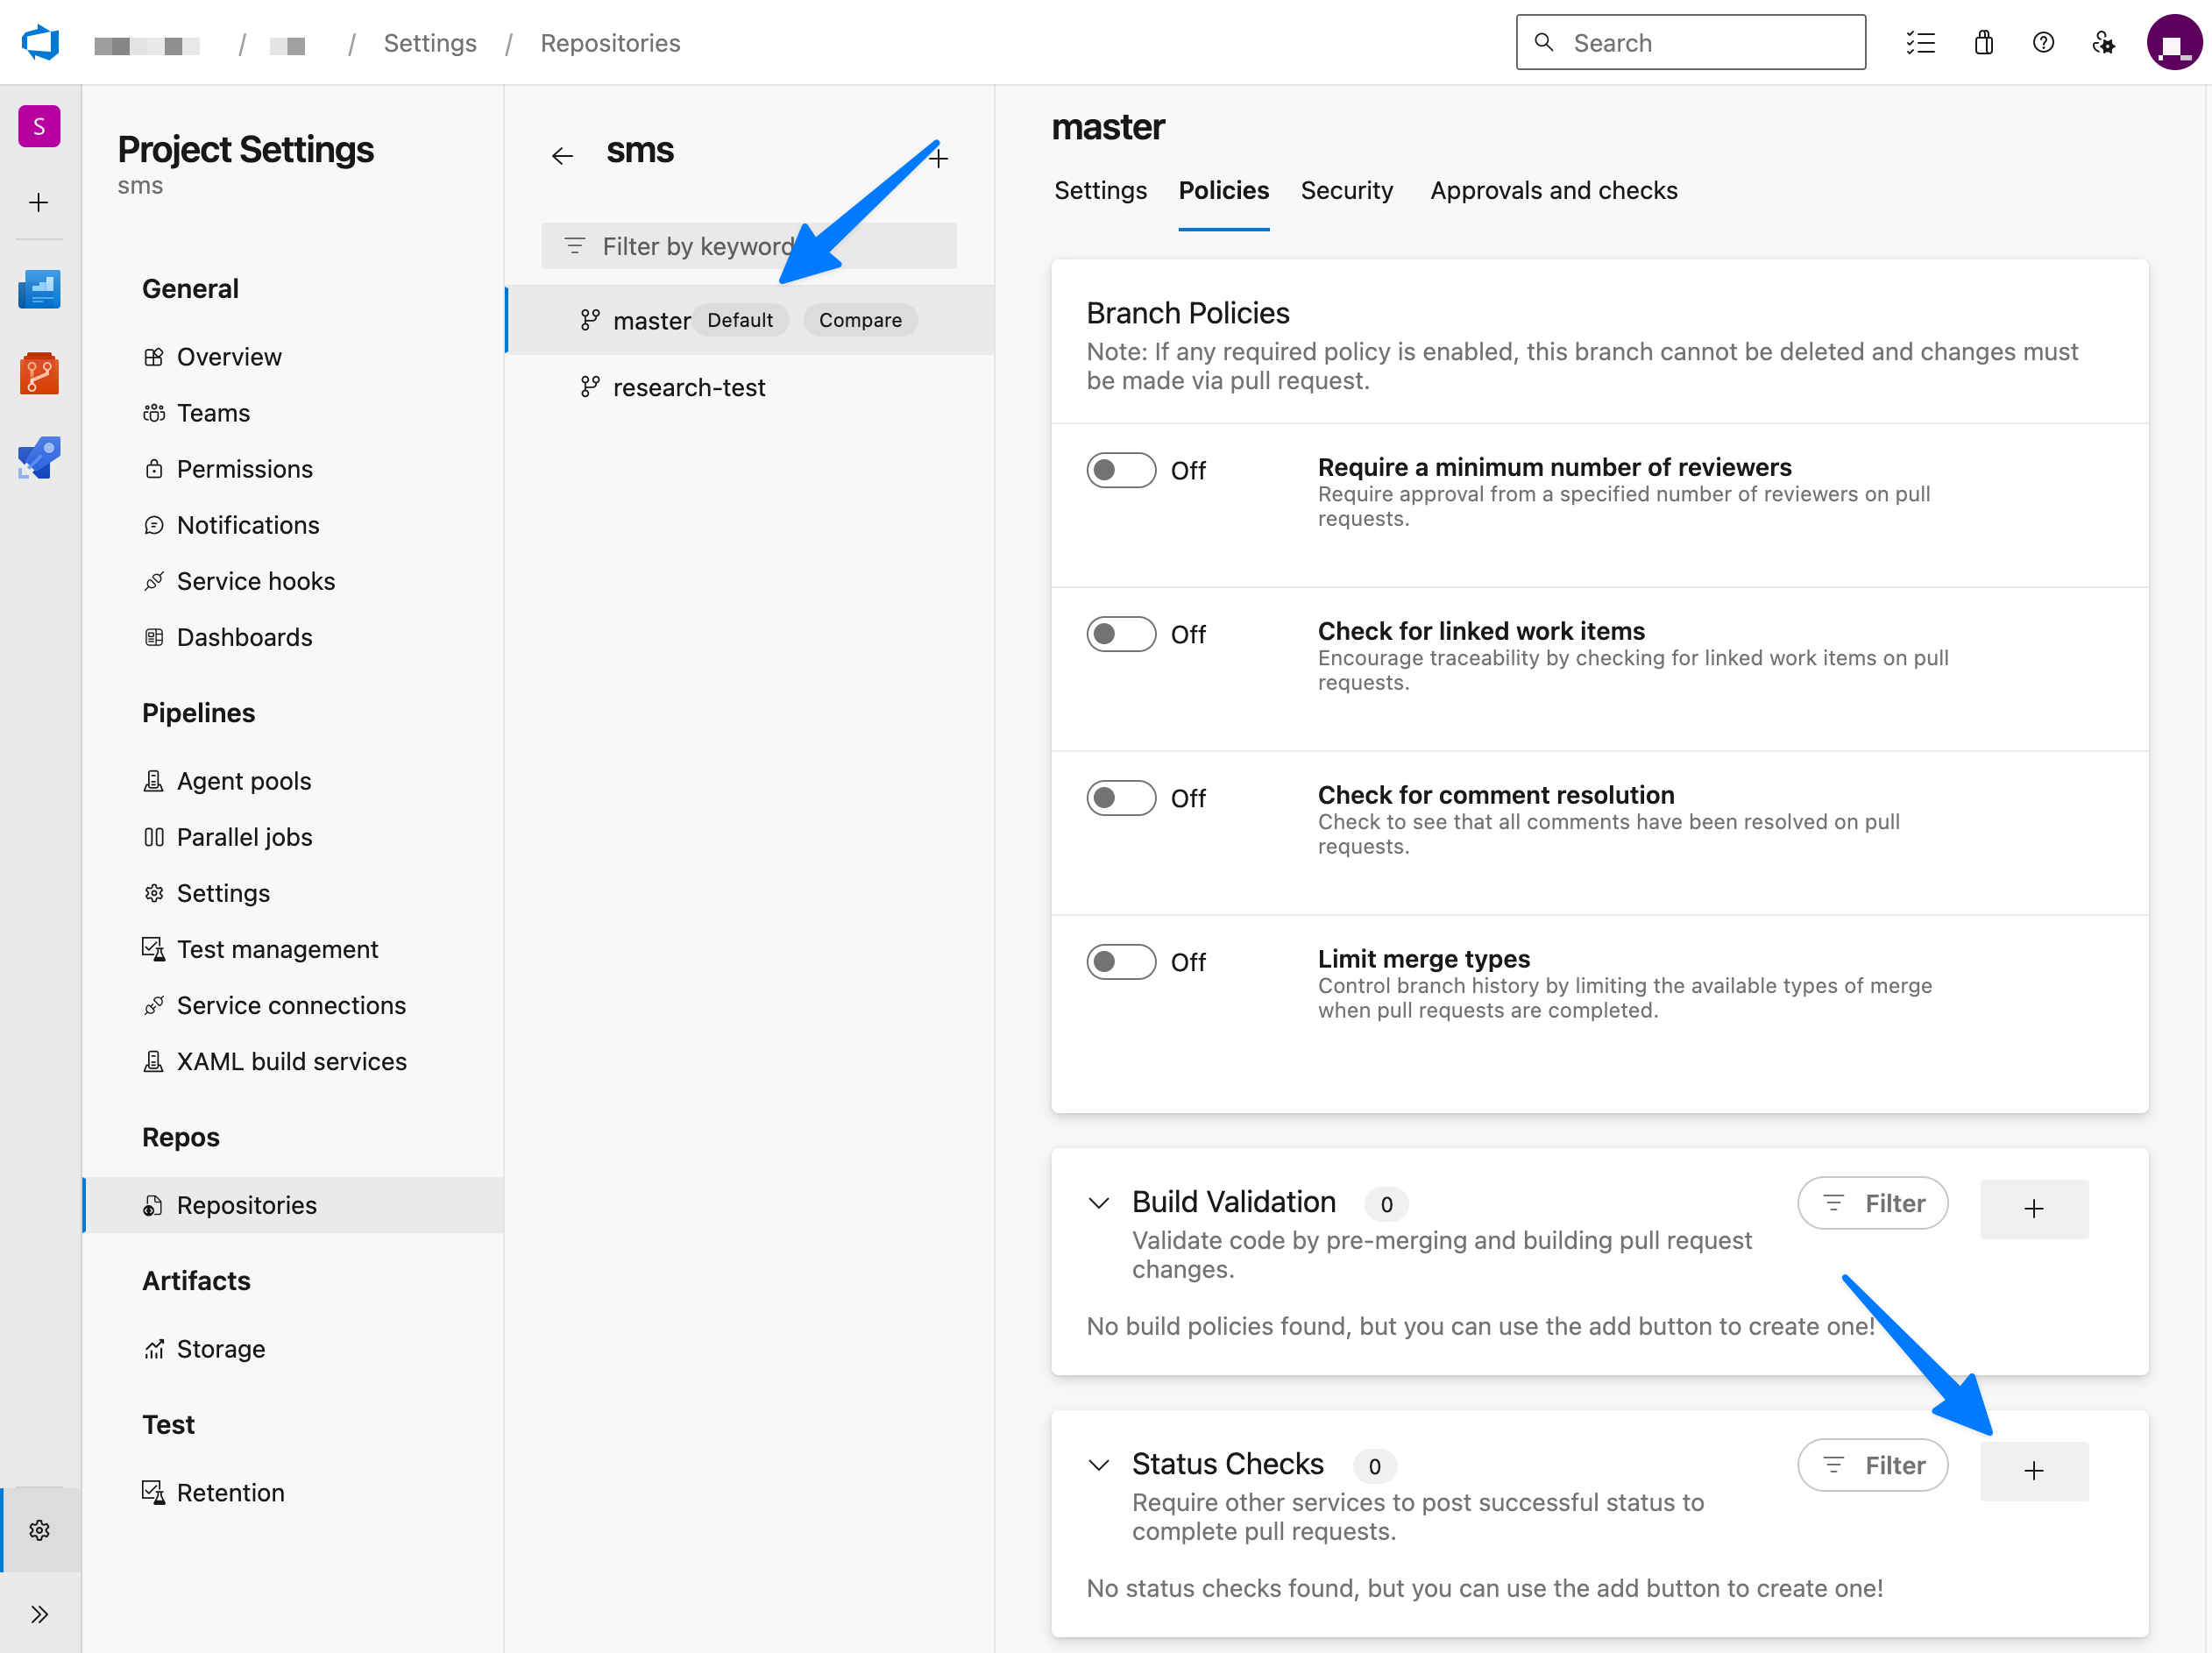 / / Settings / Repositories
Search
S
Project Settings
sms
General
Overview
Teams
Permissions
Notifications
Service hooks
Dashboards
Pipelines
Agent pools
Parallel jobs
Settings
Test management
Service connections
XAML build services
Repos
Repositories
Artifacts
Storage
Test
Retention
sms
Filter by keyword
master Default Compare
research-test
master
Settings Policies Security Approvals and checks
Branch Policies
Note: If any required policy is enabled, this branch cannot be deleted and changes must
be made via pull request.
Off
Require a minimum number of reviewers
Require approval from a specified number of reviewers on pull
requests.
Off
Check for linked work items
Encourage traceability by checking for linked work items on pull
requests.
Off
Check for comment resolution
Check to see that all comments have been resolved on pull
requests.
Off
Limit merge types
Control branch history by limiting the available types of merge
when pull requests are completed.
Build Validation 0 Filter
Validate code by pre-merging and building pull request
changes.
No build policies found, but you can use the add button to create one!
Status Checks 0 Filter
Require other services to post successful status to
complete pull requests.
No status checks found, but you can use the add button to create one!